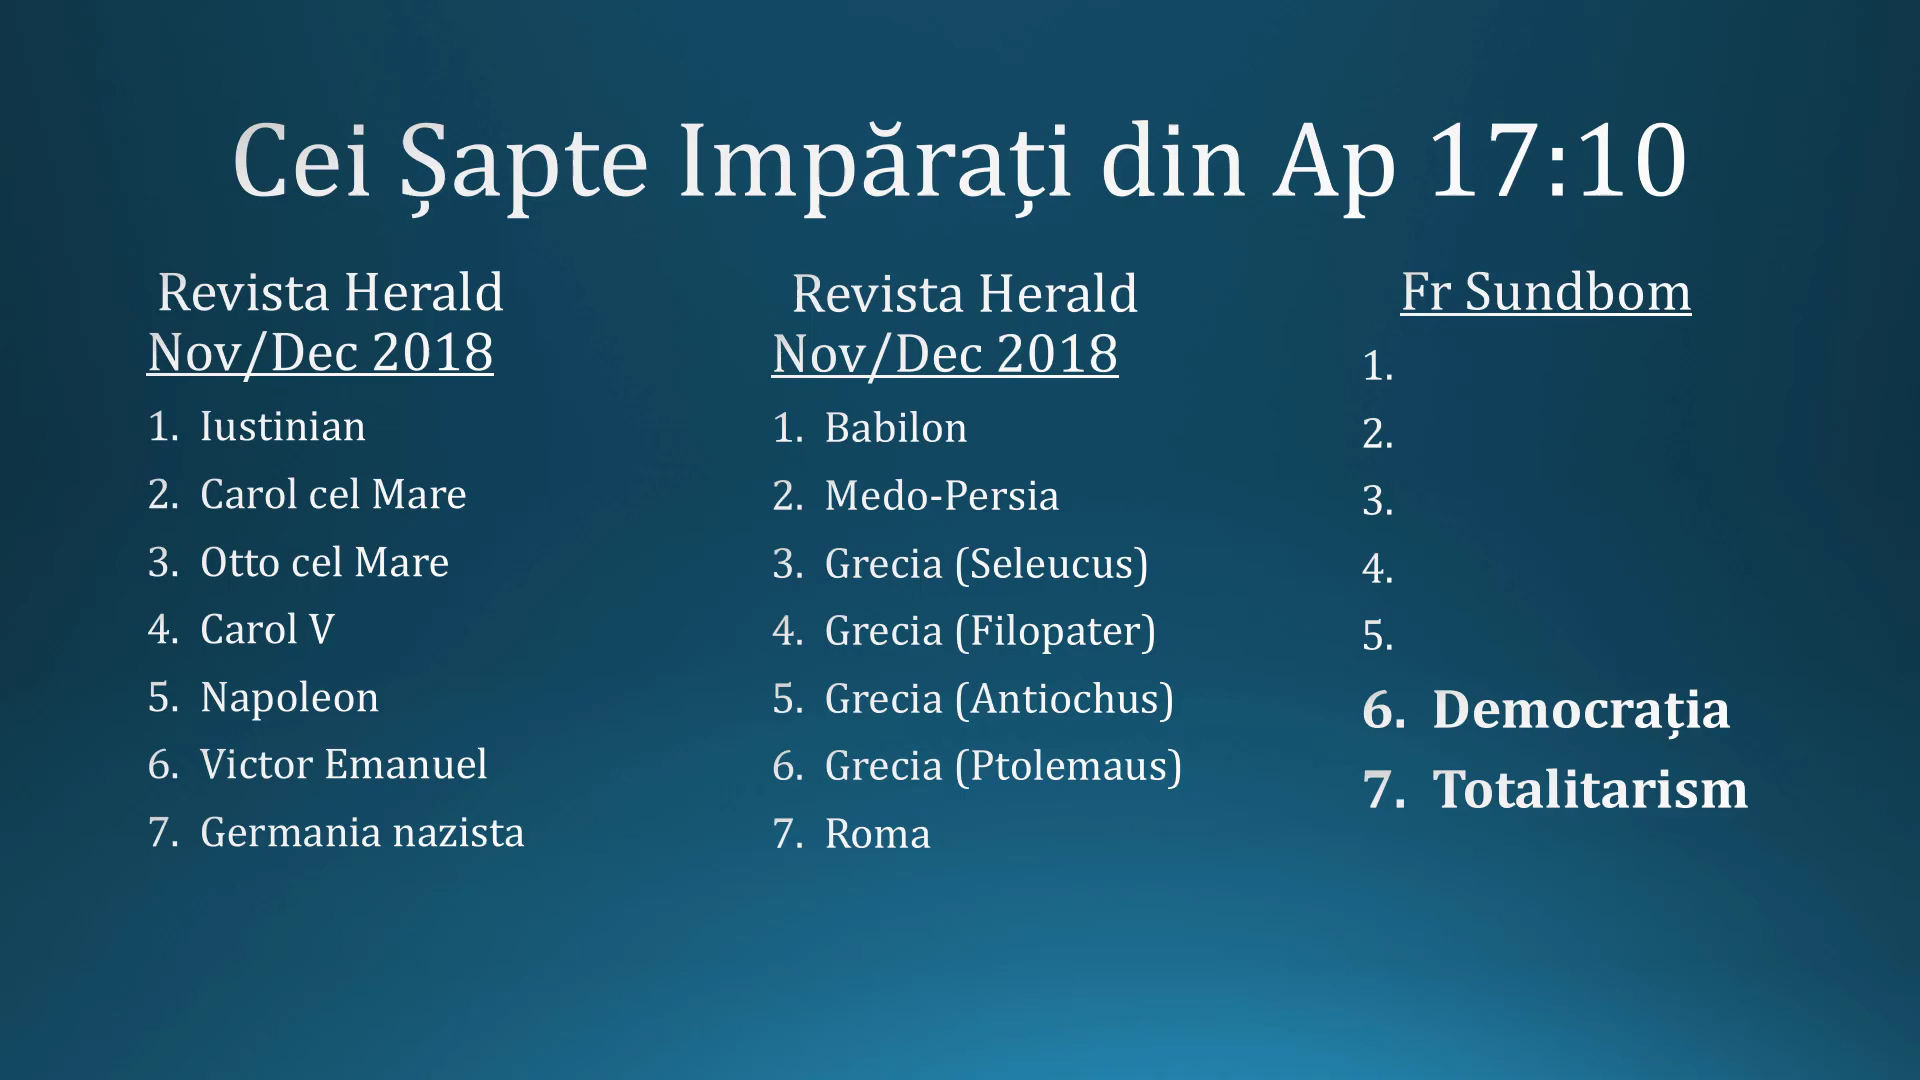 Cei Șapte Impărați din Ap 17:10
Revista Herald
Nov/Dec 2018
1. Iustinian
2. Carol cel Mare
3. Otto cel Mare
4. Carol V
5. Napoleon
6. Victor Emanuel
7. Germania nazista
Revista Herald
Nov/Dec 2018
1. Babilon
2. Medo-Persia
3. Grecia (Seleucus)
4. Grecia (Filopater)
5. Grecia (Antiochus)
6. Grecia (Ptolemaus)
7. Roma
Fr Sundbom
1.
2.
3.
4.
5.
6. Democrația
7. Totalitarism